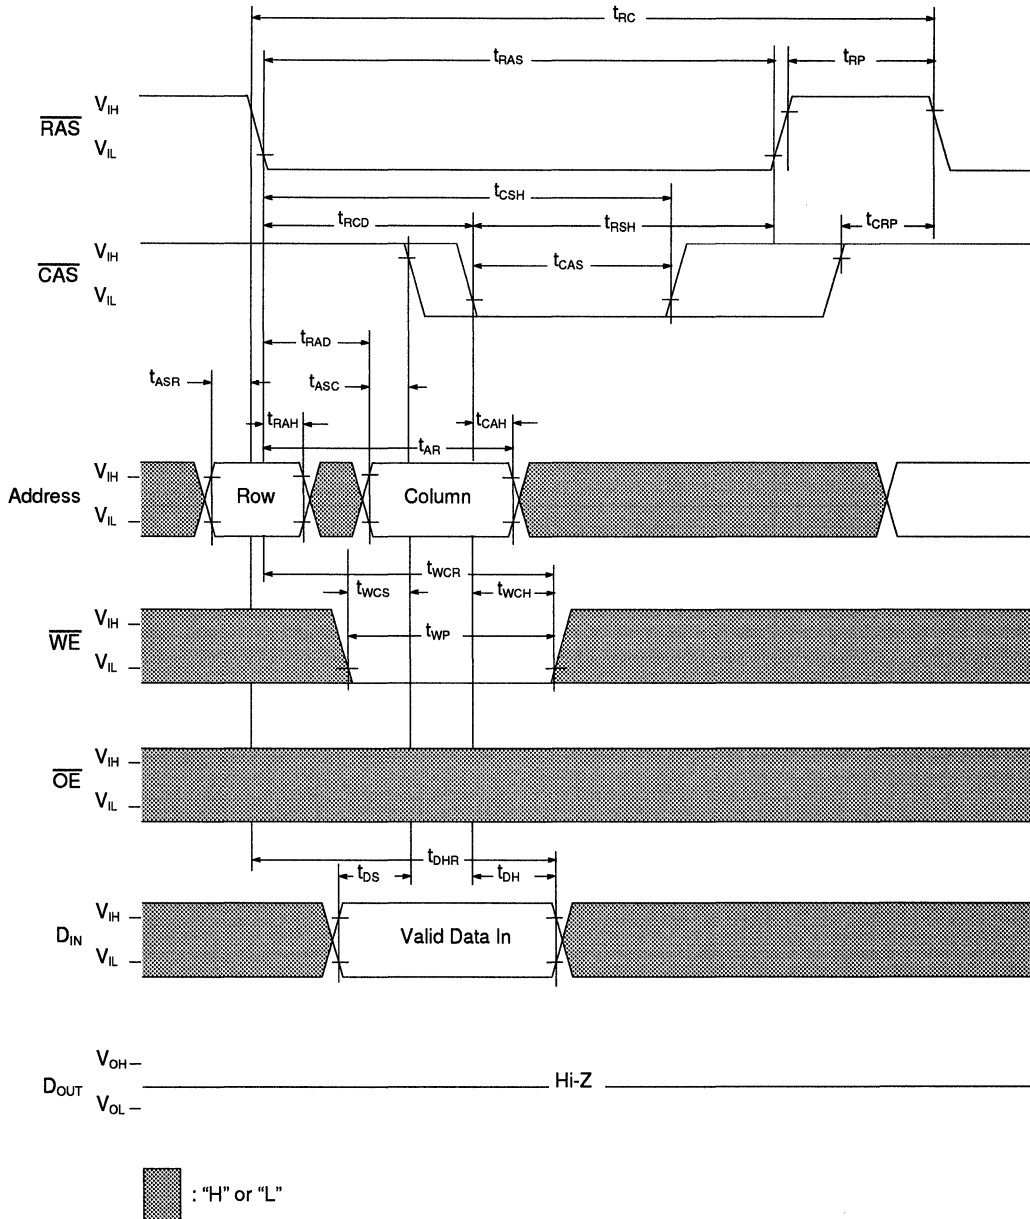 tRC
tRAS
tRP
RAS
VIH
VIL
tCSH
tRCD
tRSH
tCRP
CAS
VIH
VIL
tCAS
tRAD
tASR
tASC
tRAH
tCAH
tAR
Address
VIH
VIL
Row
Column
tWCR
tWCS
tWCH
WE
VIH
VIL
tWP
OE
VIH
VIL
tDHR
tDS
tDH
DIN
VIH
VIL
Valid Data In
DOUT
VOH
VOL
Hi-Z
: “H” or “L”